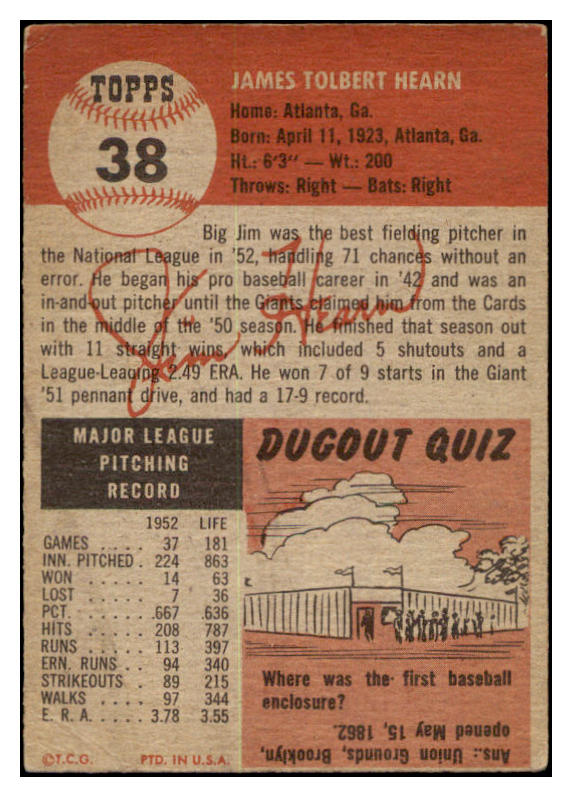 TOPPS
38
JAMES TOLBERT HEARN
Home: Atlanta, Ga.
Born: April 11, 1923, Atlanta, Ga.
Ht.: 6'3" — Wt.: 200
Throws: Right — Bats: Right
Big Jim was the best fielding pitcher in
the National League in '52, handling 71 chances without an
error. He began his pro baseball career in '42 and was an
in-and-out pitcher until the Giants claimed him from the Cards
in the middle of the '50 season. He finished that season out
with 11 straight wins, which included 5 shutouts and a
League-Leading 2.49 ERA. He won 7 of 9 starts in the Giant
'51 pennant drive, and had a 17-9 record.
"Jim Hearn
MAJOR LEAGUE
PITCHING
RECORD
1952 LIFE
GAMES ..... 37 181
INN. PITCHED . 224 863
WON ..... 14 63
LOST ..... 7 36
PCT. ..... .667 .636
HITS ..... 208 787
RUNS ..... 113 397
ERN. RUNS .. 94 340
STRIKEOUTS .. 89 215
WALKS .... 97 344
E. R. A. .... 3.78 3.55
©T.C.G. PTD. IN U.S.A.
DUGOUT QUIZ
Where was the first baseball
enclosure?
Ans.: Union Grounds, Brooklyn,
opened May 15, 1862.